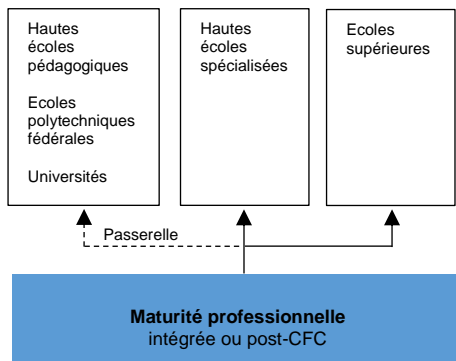 Hautes
écoles
pédagogiques
Ecoles
polytechniques
fédérales
Universités
Hautes
écoles
spécialisées
Ecoles
supérieures
Passerelle
Maturité professionnelle
intégrée ou post-CFC